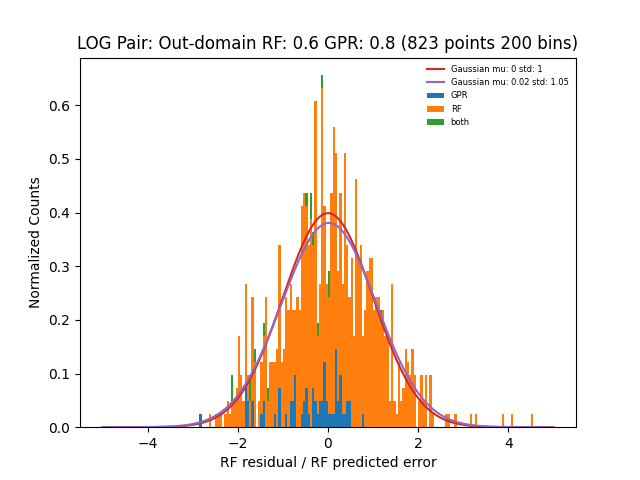 LOG Pair: Out-domain RF: 0.6 GPR: 0.8 (823 points 200 bins)
Gaussian mu: 0 std: 1
Gaussian mu: 0.02 std: 1.05
GPR
RF
both
Normalized Counts
0.6
0.5
0.4
0.3
0.2
0.1
0.0
−4 −2 0 2 4
RF residual / RF predicted error